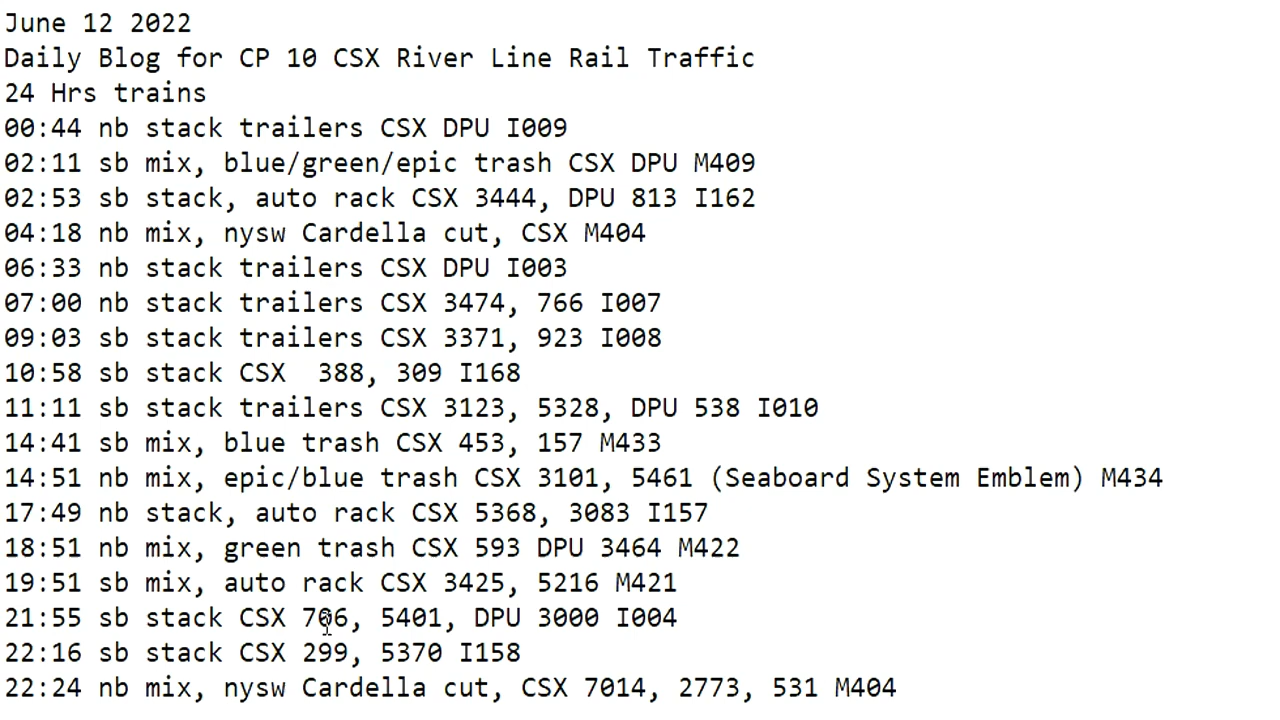 June 12 2022
Daily Blog for CP 10 CSX River Line Rail Traffic
24 Hrs trains
00:44 nb stack trailers CSX DPU I009
02:11 sb mix, blue/green/epic trash CSX DPU M409
02:53 sb stack, auto rack CSX 3444, DPU 813 I162
04:18 nb mix, nysw Cardella cut, CSX M404
06:33 nb stack trailers CSX DPU I003
07:00 nb stack trailers CSX 3474, 766 I007
09:03 sb stack trailers CSX 3371, 923 I008
10:58 sb stack CSX  388, 309 I168
11:11 sb stack trailers CSX 3123, 5328, DPU 538 I010
14:41 sb mix, blue trash CSX 453, 157 M433
14:51 nb mix, epic/blue trash CSX 3101, 5461 (Seaboard System Emblem) M434
17:49 nb stack, auto rack CSX 5368, 3083 I157
18:51 nb mix, green trash CSX 593 DPU 3464 M422
19:51 sb mix, auto rack CSX 3425, 5216 M421
21:55 sb stack CSX 706, 5401, DPU 3000 I004
22:16 sb stack CSX 299, 5370 I158
22:24 nb mix, nysw Cardella cut, CSX 7014, 2773, 531 M404